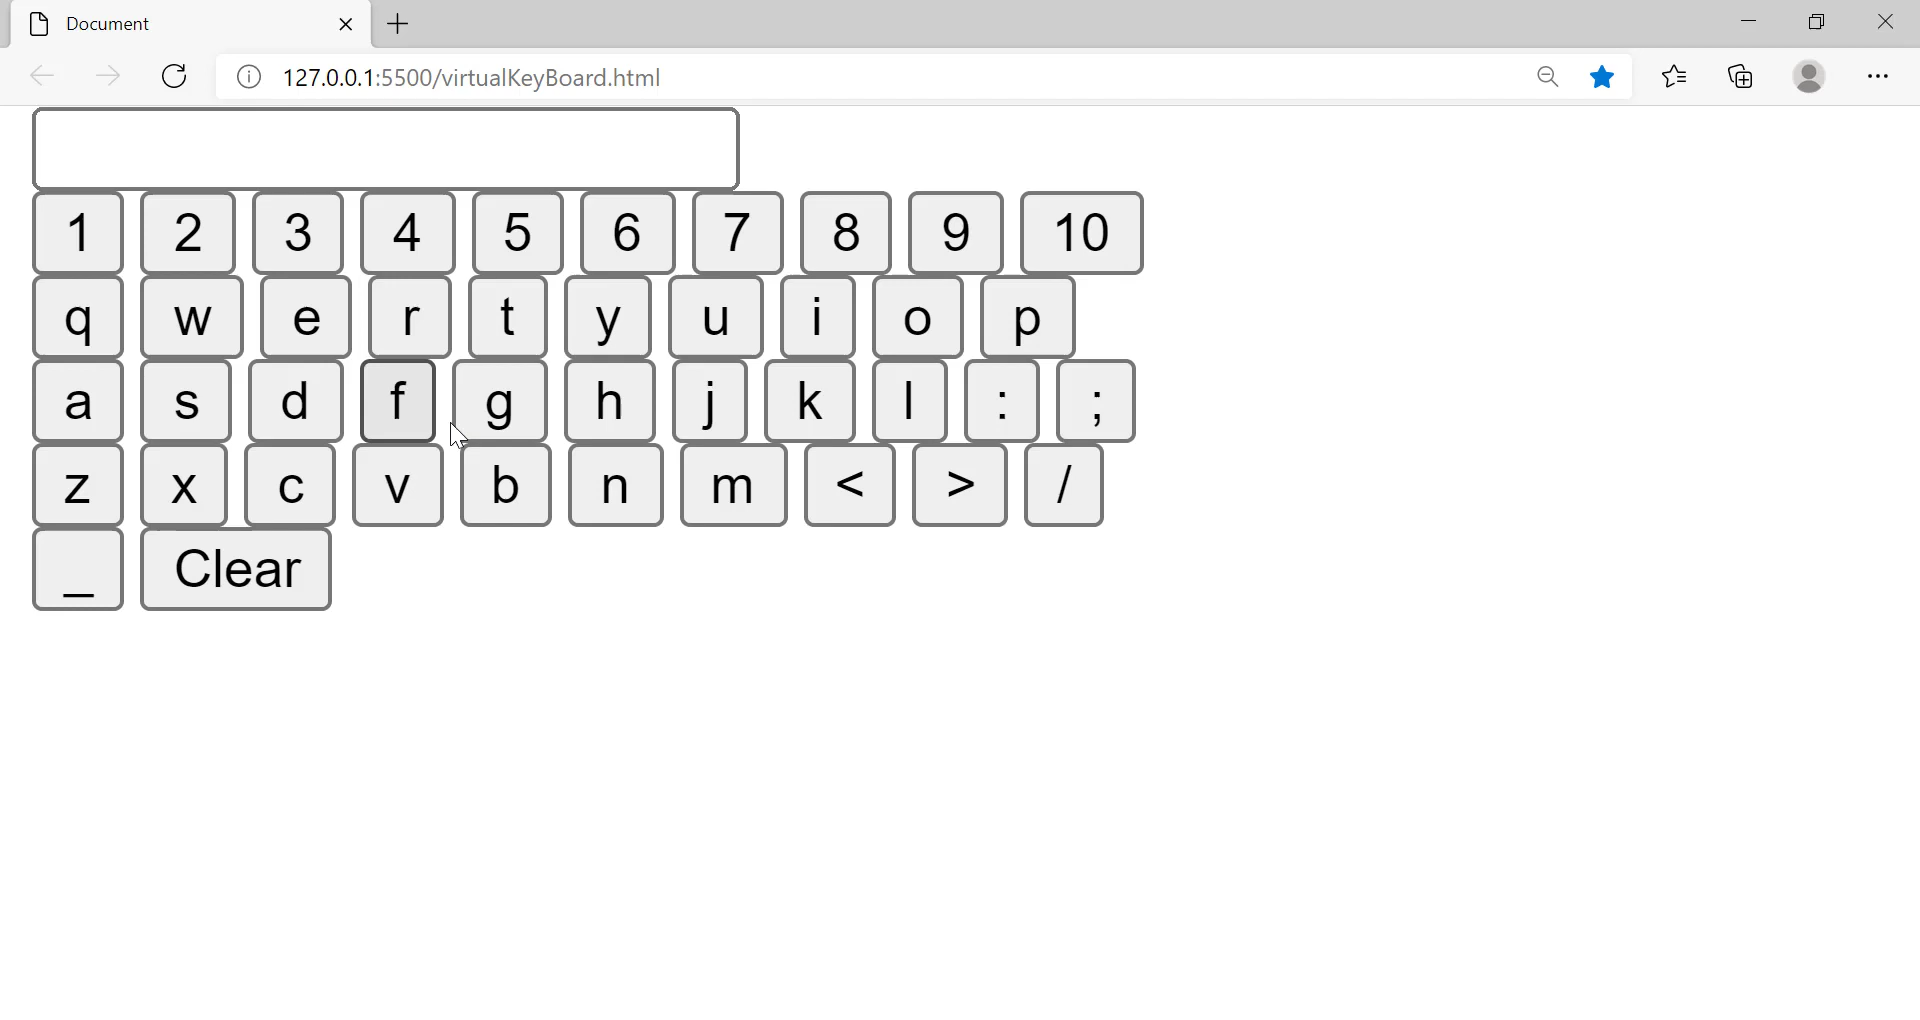 Document
127.0.0.1:5500/virtualKeyBoard.html
1 2 3 4 5 6 7 8 9 10
q w e r t y u i o p
a s d f g h j k l : ;
z x c v b n m < > /
_ Clear